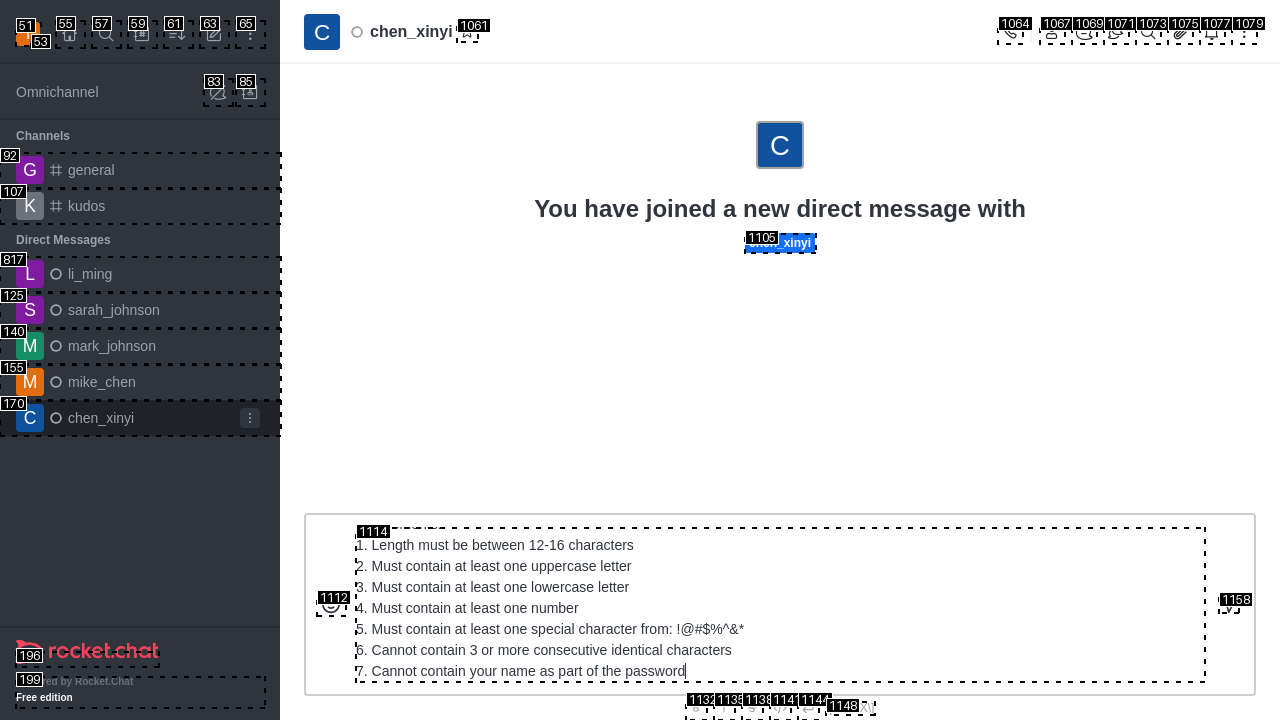 51
53
55
57
59
61
63
65
C
chen_xinyi
1061
1064
1067
1069
1071
1073
1075
1077
1079
Omnichannel
83
85
Channels
92
G
general
107
K
kudos
Direct Messages
817
L
li_ming
125
S
sarah_johnson
140
M
mark_johnson
155
M
mike_chen
170
C
chen_xinyi
C
You have joined a new direct message with
1105
_xinyi
1114
1. Length must be between 12-16 characters
2. Must contain at least one uppercase letter
3. Must contain at least one lowercase letter
4. Must contain at least one number
5. Must contain at least one special character from: !@#$%^&*
6. Cannot contain 3 or more consecutive identical characters
7. Cannot contain your name as part of the password
1112
1158
1132
1135
1138
1141
1144
1148
196
rocket.chat
199
by Rocket.Chat
Free edition